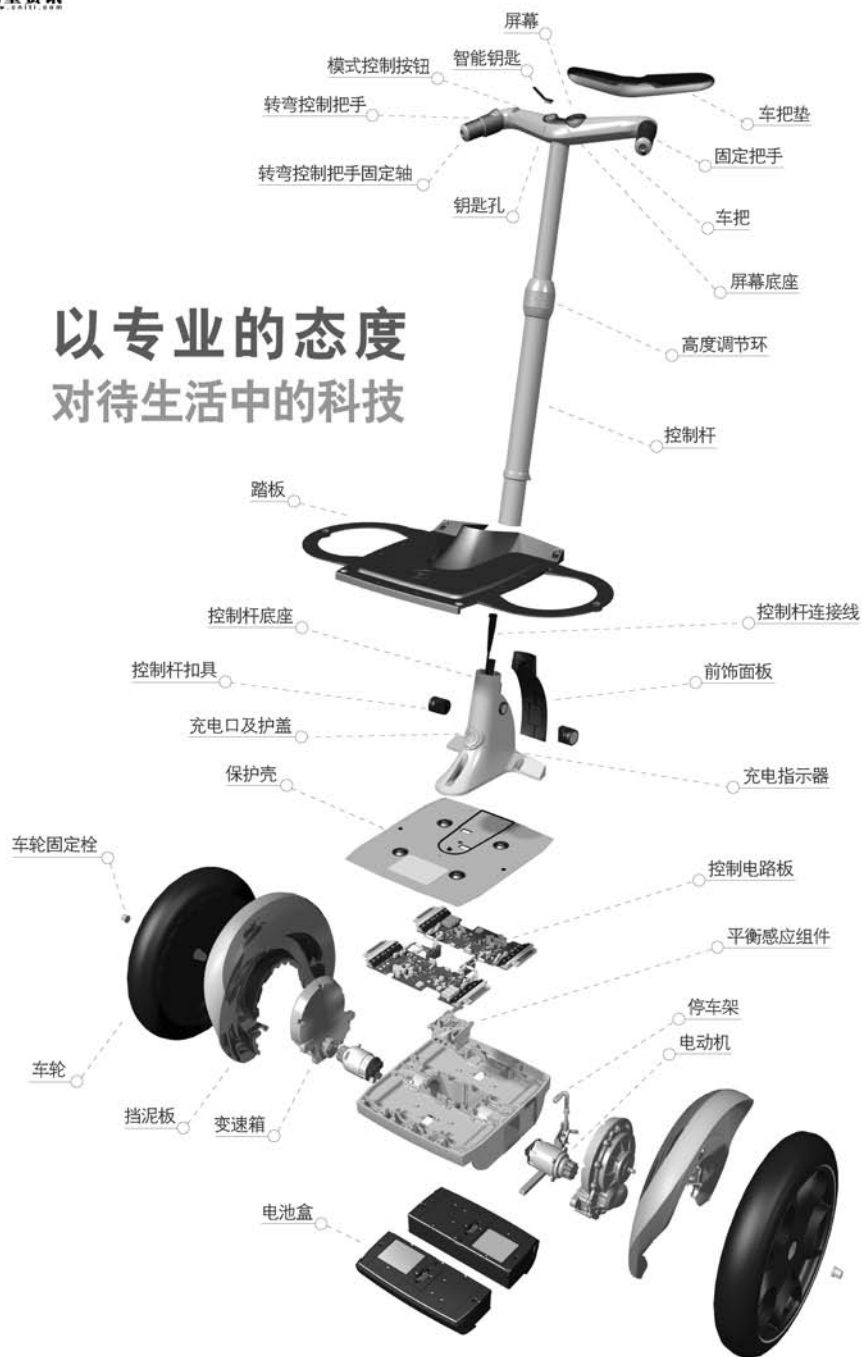 www.uniti.com
屏幕
智能钥匙
模式控制按钮
转弯控制把手
车把垫
固定把手
转弯控制把手固定轴
钥匙孔
车把
屏幕底座
以专业的态度
对待生活中的科技
高度调节环
控制杆
踏板
控制杆底座
控制杆连接线
控制杆扣具
前饰面板
充电口及护盖
保护壳
充电指示器
车轮固定栓
控制电路板
平衡感应组件
停车架
电动机
车轮
挡泥板
变速箱
电池盒